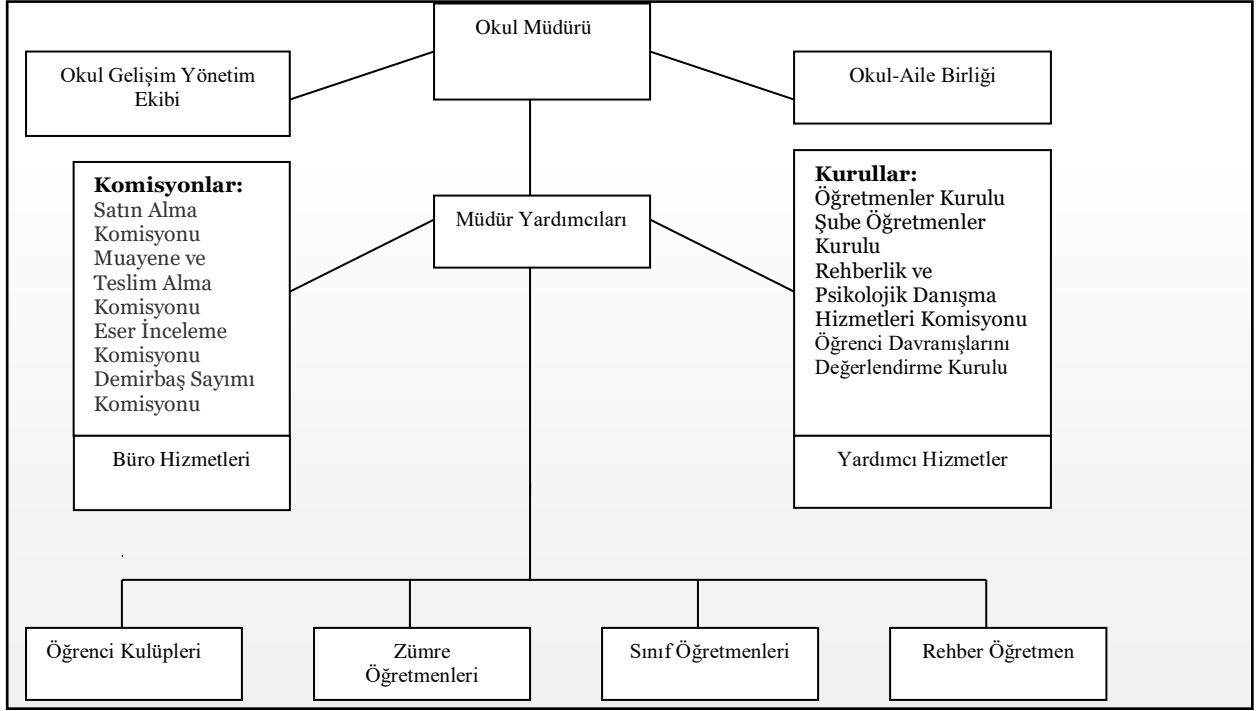 Okul Müdürü
Okul Gelişim Yönetim
Ekibi
Okul-Aile Birliği
Komisyonlar:
Satın Alma
Komisyonu
Muayene ve
Teslim Alma
Komisyonu
Eser İnceleme
Komisyonu
Demirbaş Sayımı
Komisyonu
Müdür Yardımcıları
Kurullar:
Öğretmenler Kurulu
Şube Öğretmenler
Kurulu
Rehberlik ve
Psikolojik Danışma
Hizmetleri Komisyonu
Öğrenci Davranışlarını
Değerlendirme Kurulu
Büro Hizmetleri
Yardımcı Hizmetler
Öğrenci Kulüpleri
Zümre
Öğretmenleri
Sınıf Öğretmenleri
Rehber Öğretmen